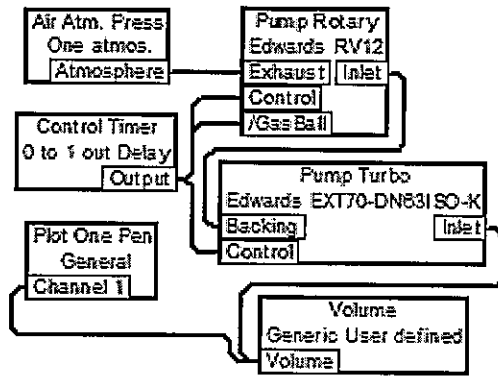 Air Atm. Press
One atmos.
Atmosphere
Pump Rotary
Edwards RV12
Exhaust Inlet
Control
/GasBall
Control Timer
0 to 1 out Delay
Output
Pump Turbo
Edwards EXT70-DN63ISO-K
Backing Inlet
Control
Plot One Pen
General
Channel 1
Volume
Generic User defined
Volume